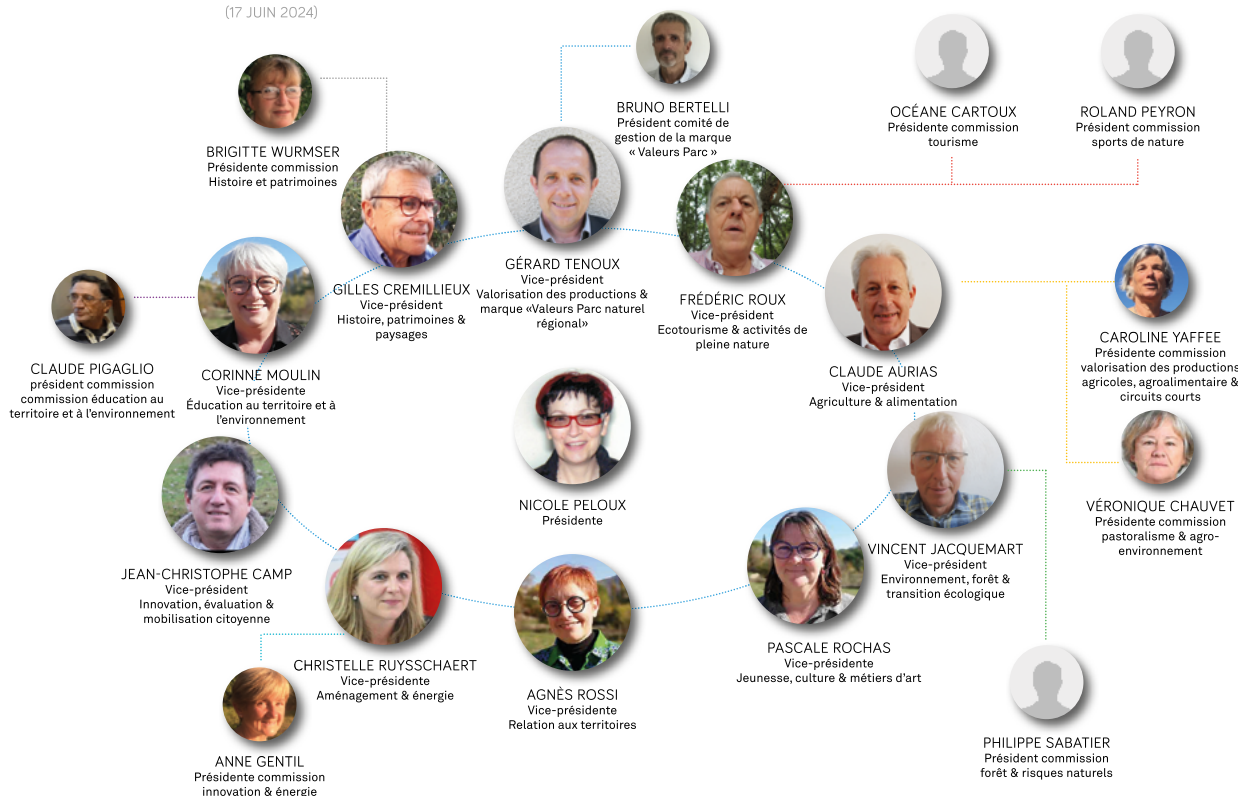 (17 JUIN 2024)
BRUNO BERTELLI
Président comité de
gestion de la marque
« Valeurs Parc »
OCÉANE CARTOUX
Présidente commission
tourisme
ROLAND PEYRON
Président commission
sports de nature
BRIGITTE WURMSER
Présidente commission
Histoire et patrimoines
GÉRARD TENOUX
Vice-président
Valorisation des productions &
marque «Valeurs Parc naturel
régional»
GILLES CREMILLIEUX
Vice-président
Histoire, patrimoines &
paysages
FRÉDÉRIC ROUX
Vice-président
Ecotourisme & activités de
pleine nature
CLAUDE PIGAGLIO
président commission
commission éducation au
territoire et à l'environnement
CORINNE MOULIN
Vice-présidente
Éducation au territoire et à
l'environnement
CLAUDE AURIAS
Vice-président
Agriculture & alimentation
CAROLINE YAFFEE
Présidente commission
valorisation des productions
agricoles, agroalimentaire &
circuits courts
NICOLE PELOUX
Présidente
VÉRONIQUE CHAUVET
Présidente commission
pastoralisme & agro-
environnement
VINCENT JACQUEMART
Vice-président
Environnement, forêt &
transition écologique
JEAN-CHRISTOPHE CAMP
Vice-président
Innovation, évaluation &
mobilisation citoyenne
CHRISTELLE RUYSSCHAERT
Vice-présidente
Aménagement & énergie
AGNÈS ROSSI
Vice-présidente
Relation aux territoires
PASCALE ROCHAS
Vice-présidente
Jeunesse, culture & métiers d'art
PHILIPPE SABATIER
Président commission
forêt & risques naturels
ANNE GENTIL
Présidente commission
innovation & énergie